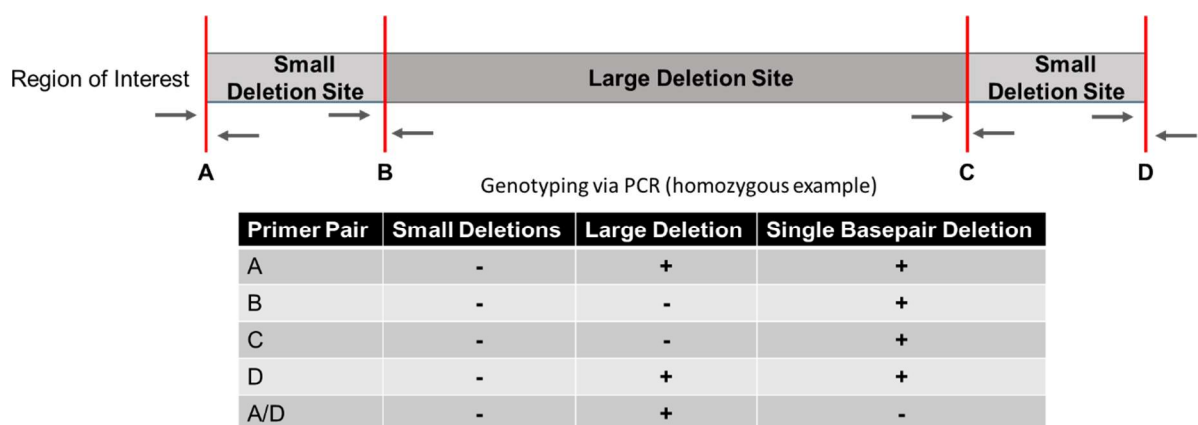 Region of Interest
Small
Deletion Site
Large Deletion Site
Small
Deletion Site
A
B
C
D
Genotyping via PCR (homozygous example)
Primer Pair Small Deletions Large Deletion Single Basepair Deletion
A - + +
B - - +
C - - +
D - + +
A/D - + -